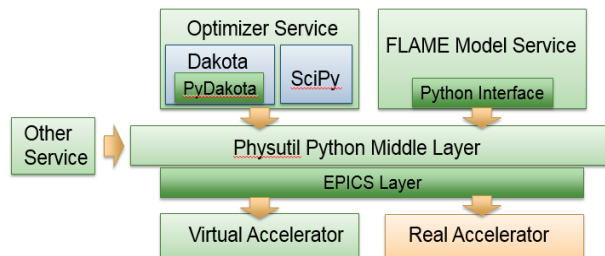 Optimizer Service
Dakota
PyDakota
SciPy
FLAME Model Service
Python Interface
Other
Service
Physutil Python Middle Layer
EPICS Layer
Virtual Accelerator
Real Accelerator